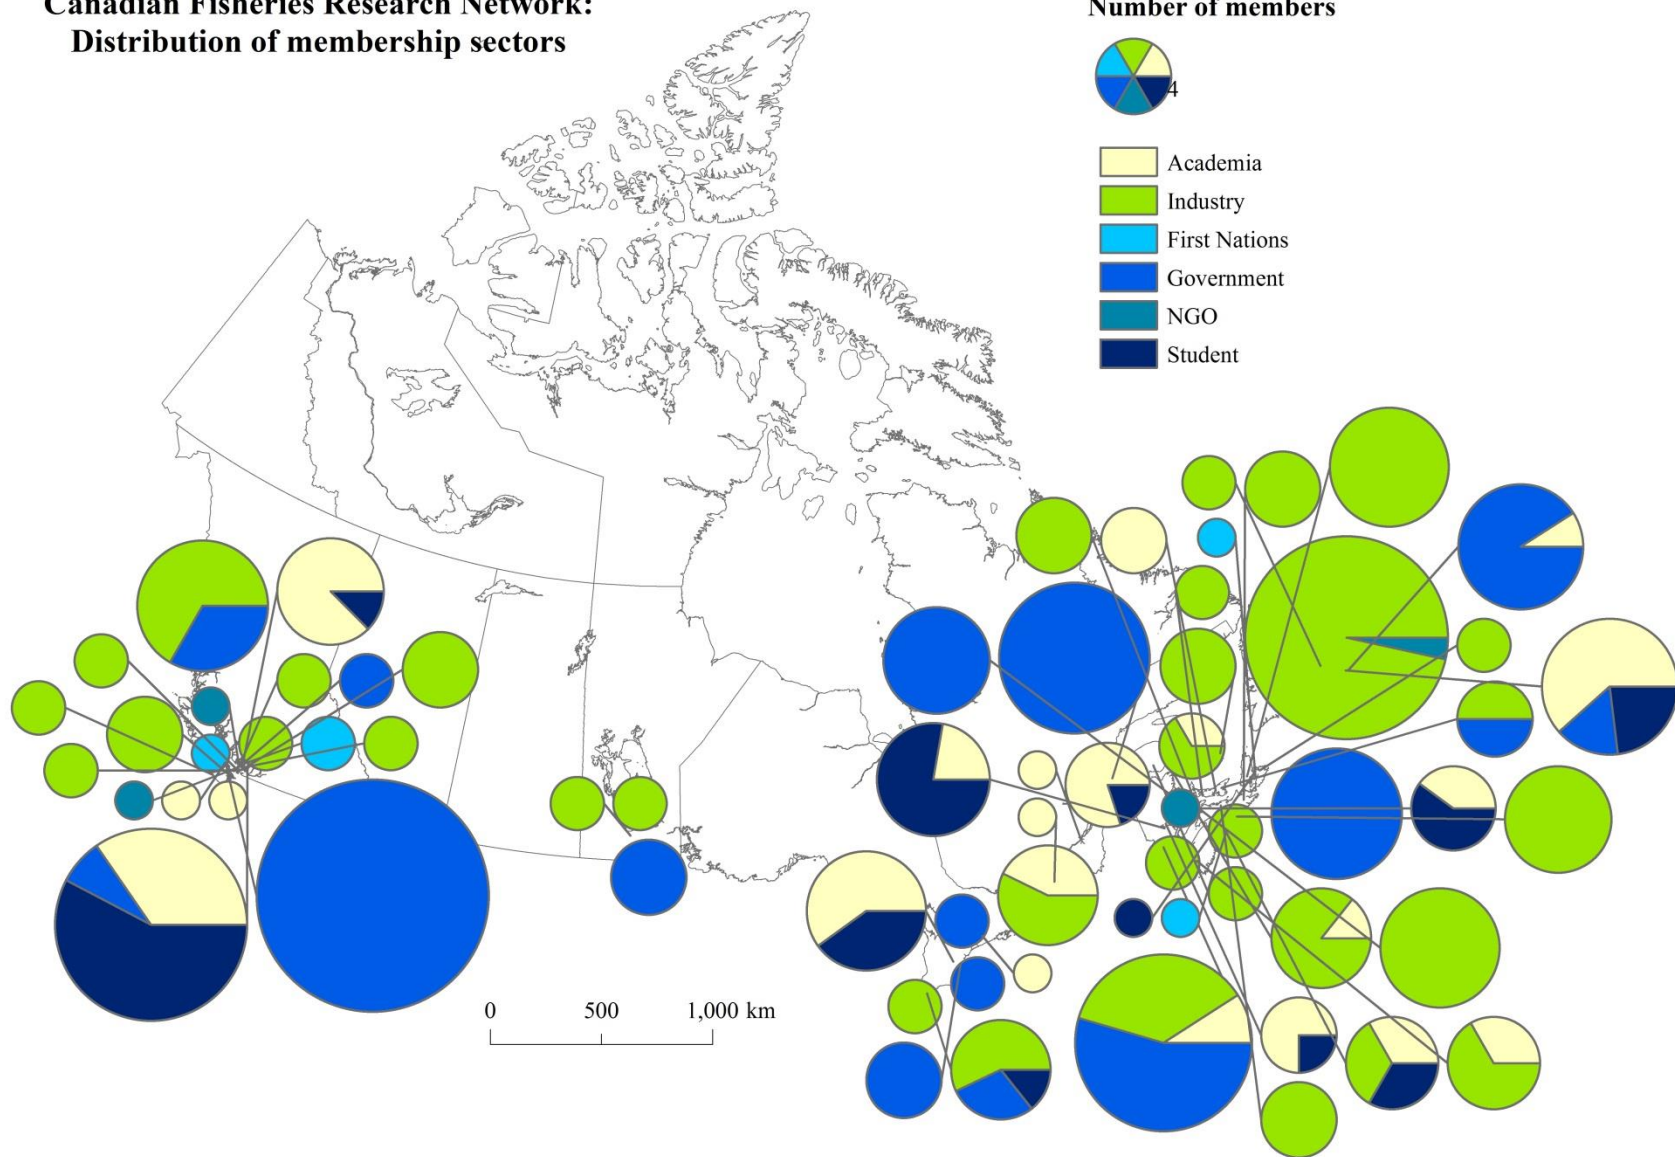 Canadian Fisheries Research Network:
Distribution of membership sectors
Number of members
4
Academia
Industry
First Nations
Government
NGO
Student
0 500 1,000 km